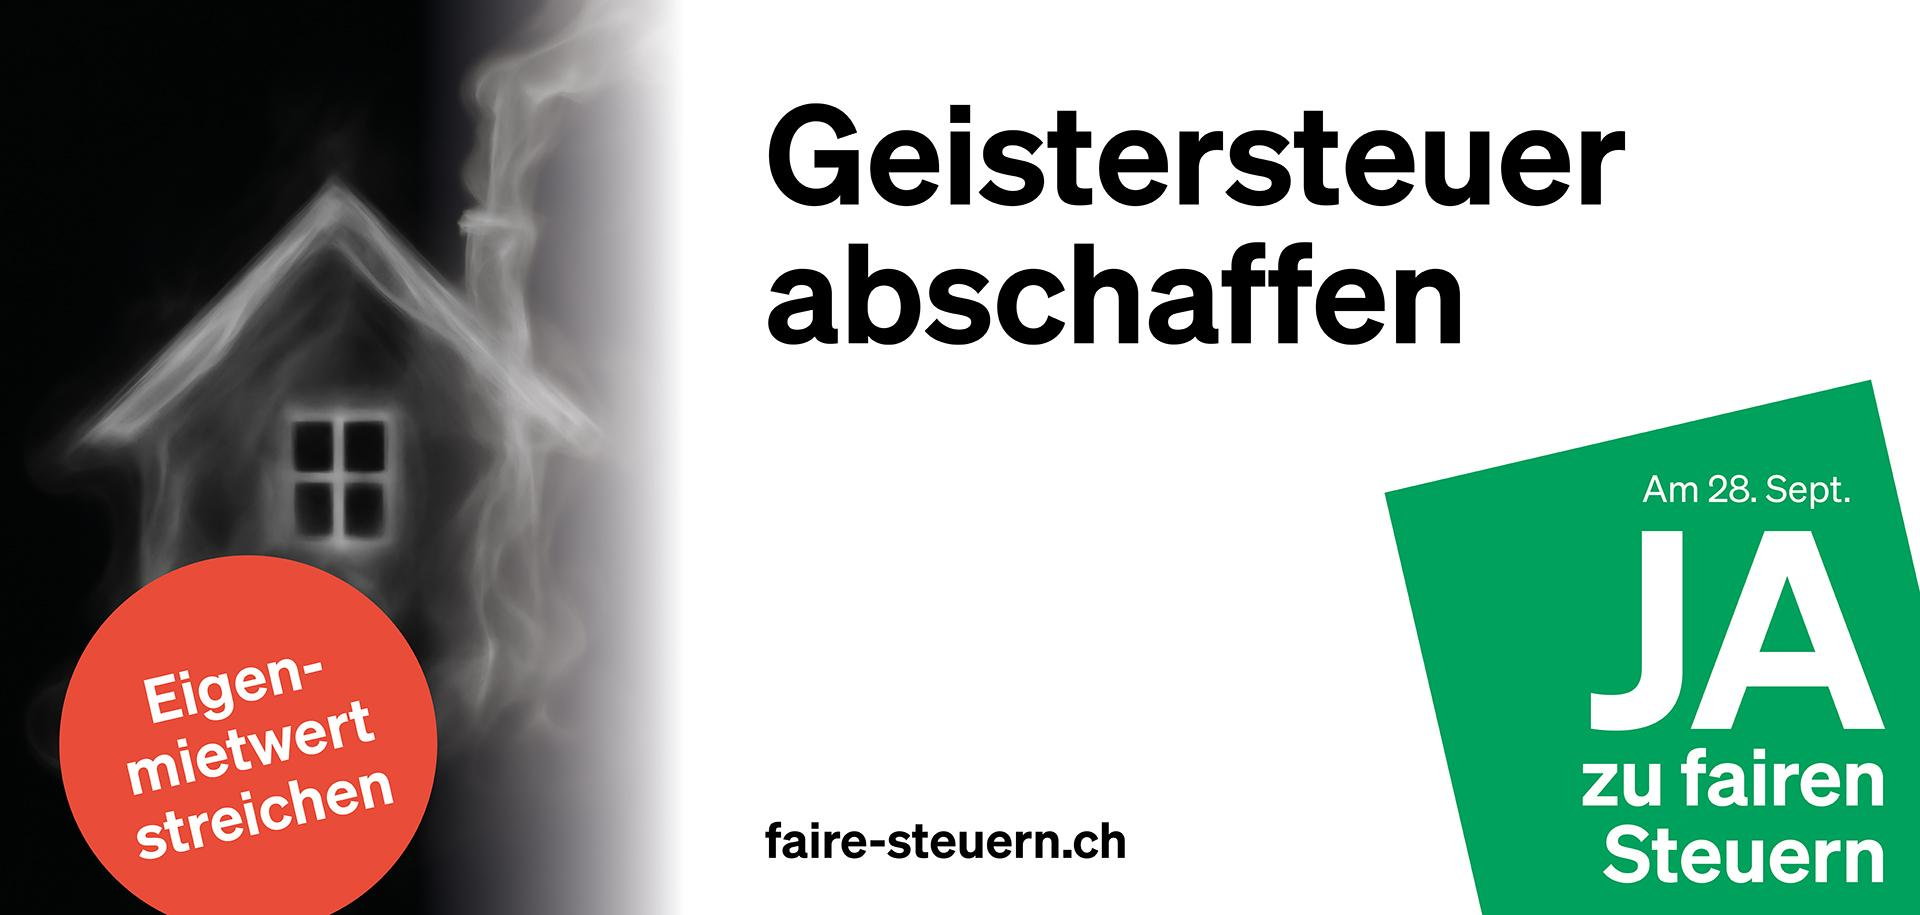 Geistersteuer
abschaffen
Eigen-
mietwert
streichen
faire-steuern.ch
Am 28. Sept.
JA
zu fairen
Steuern